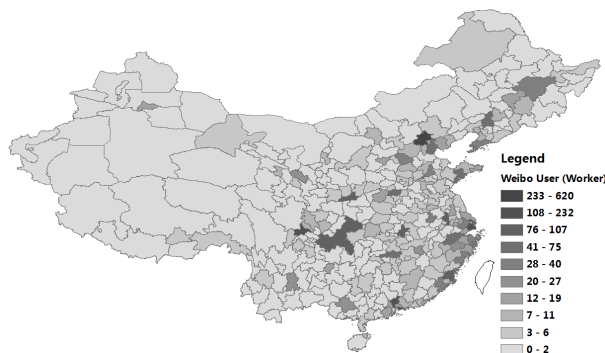 Legend
Weibo User (Worker)
233 - 620
108 - 232
76 - 107
41 - 75
28 - 40
20 - 27
12 - 19
7 - 11
3 - 6
0 - 2